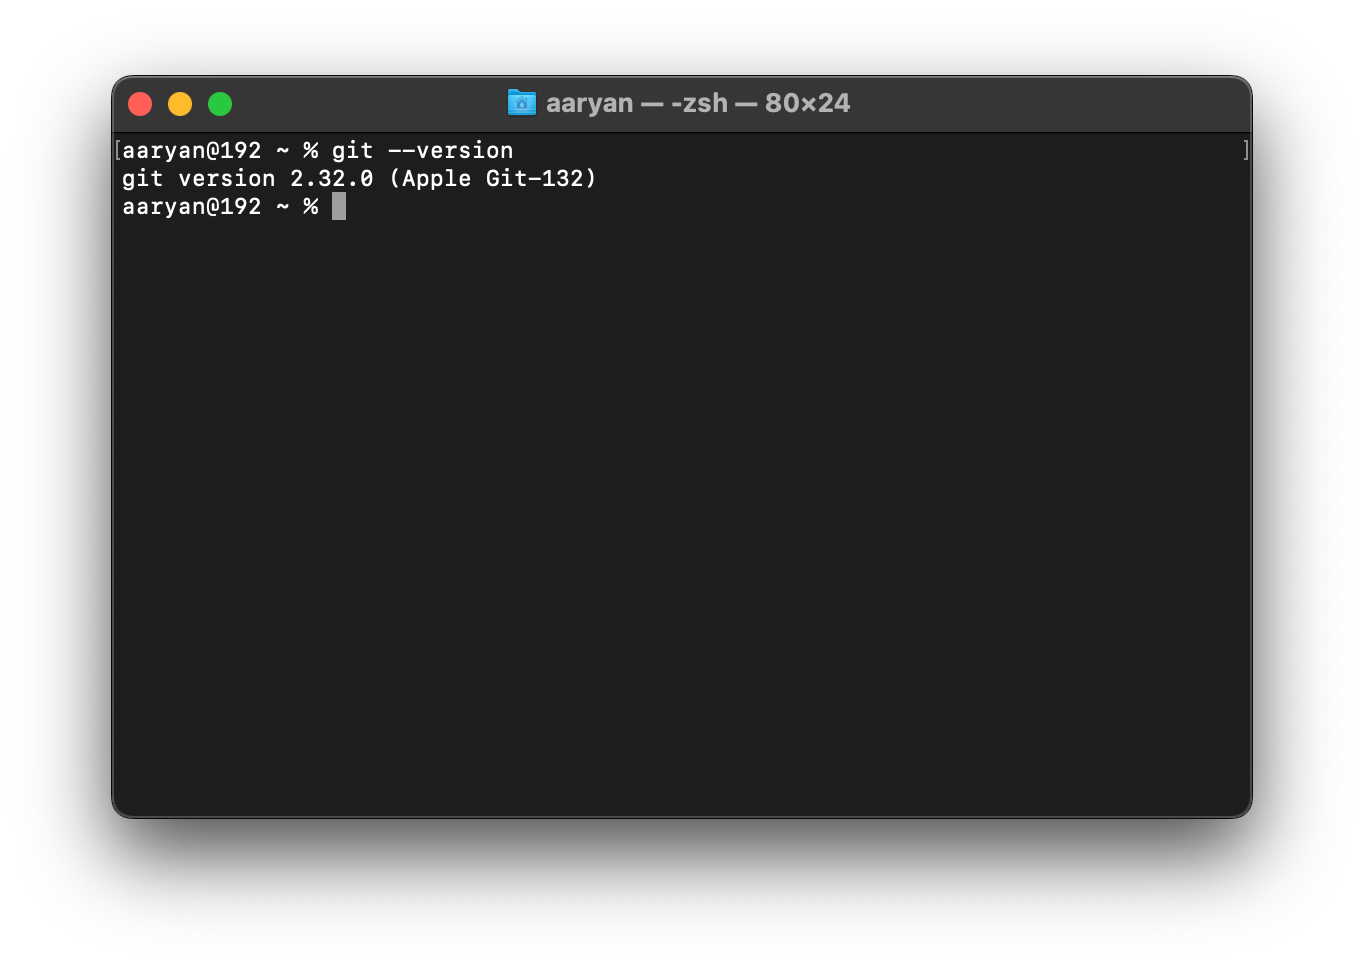 aaryan — -zsh — 80×24
[aaryan@192 ~ % git --version ]
git version 2.32.0 (Apple Git-132)
aaryan@192 ~ %